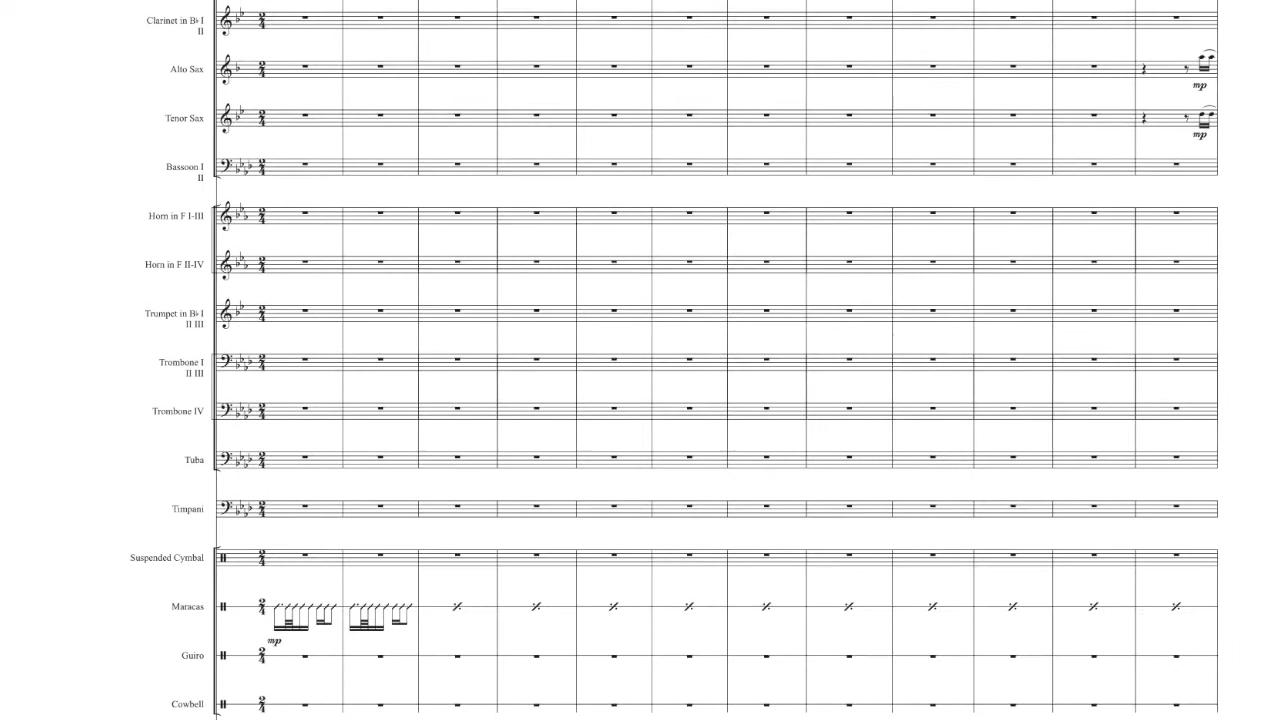 Clarinet in B♭ I
II
Alto Sax
mp
Tenor Sax
mp
Bassoon I
II
Horn in F I-III
Horn in F II-IV
Trumpet in B♭ I
II III
Trombone I
II III
Trombone IV
Tuba
Timpani
Suspended Cymbal
Maracas
mp
Guiro
Cowbell